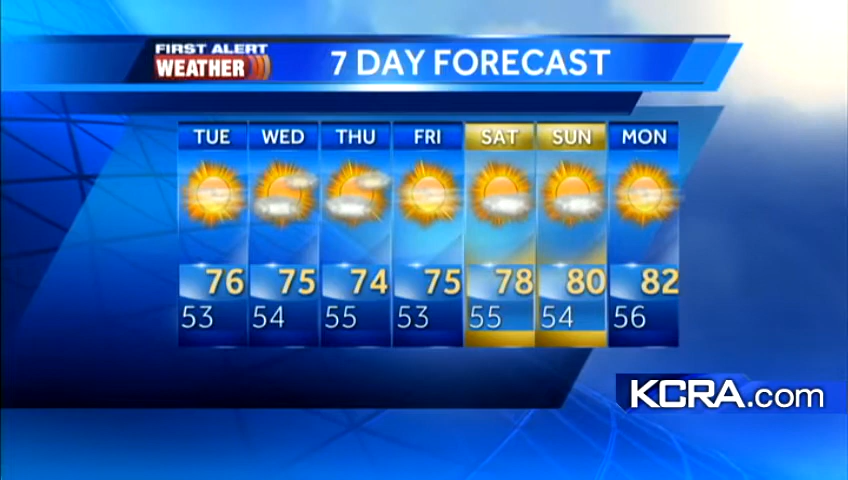 FIRST ALERT
WEATHER
7 DAY FORECAST
TUE WED THU FRI SAT SUN MON
76 75 74 75 78 80 82
53 54 55 53 55 54 56
KCRA.com